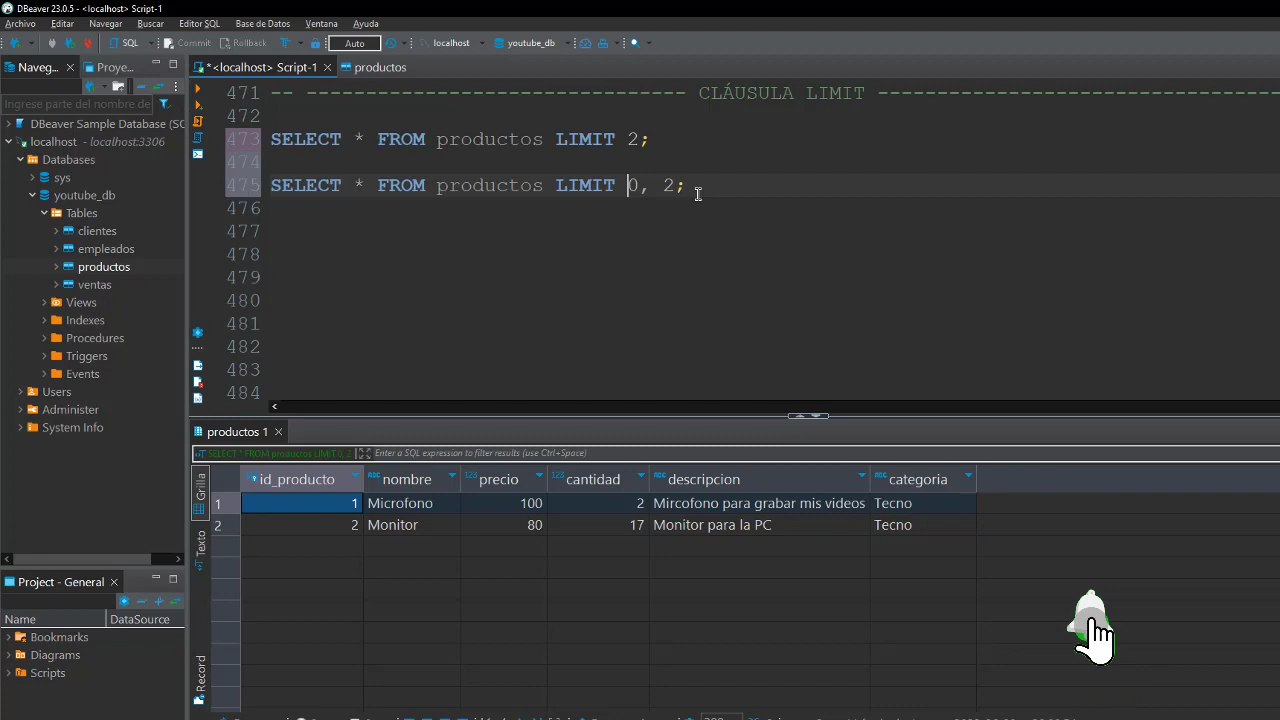 DBeaver 23.0.5 - <localhost> Script-1
Archivo Editar Navegar Buscar Editor SQL Base de Datos Ventana Ayuda
SQL Commit Rollback Auto localhost youtube_db
Naveg... Proye... *<localhost> Script-1 productos
Ingrese parte del nombre de
DBeaver Sample Database (SC
localhost - localhost:3306
Databases
sys
youtube_db
Tables
clientes
empleados
productos
ventas
Views
Indexes
Procedures
Triggers
Events
Users
Administer
System Info
Project - General
Name DataSource
Bookmarks
Diagrams
Scripts
471 -- -------------------------------- CLÁUSULA LIMIT ----------------------------------
472
473 SELECT * FROM productos LIMIT 2;
474
475 SELECT * FROM productos LIMIT 0, 2;
476
477
478
479
480
481
482
483
484
productos 1
SELECT * FROM productos LIMIT 0, 2 Enter a SQL expression to filter results (use Ctrl+Space)
Grilla
Texto
Record
id_producto nombre precio cantidad descripcion categoria
1 1 Microfono 100 2 Mircofono para grabar mis videos Tecno
2 2 Monitor 80 17 Monitor para la PC Tecno